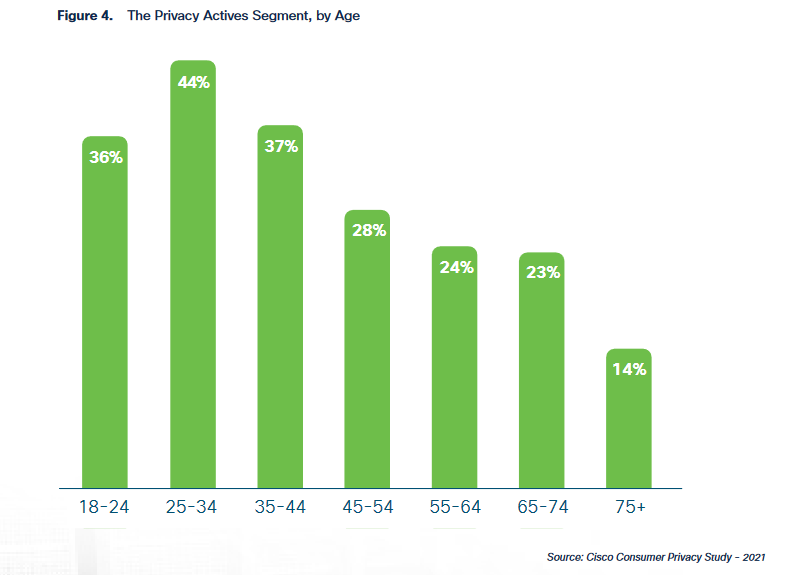 Figure 4. The Privacy Actives Segment, by Age
44%
36%
37%
28%
24%
23%
14%
18-24 25-34 35-44 45-54 55-64 65-74 75+
Source: Cisco Consumer Privacy Study - 2021